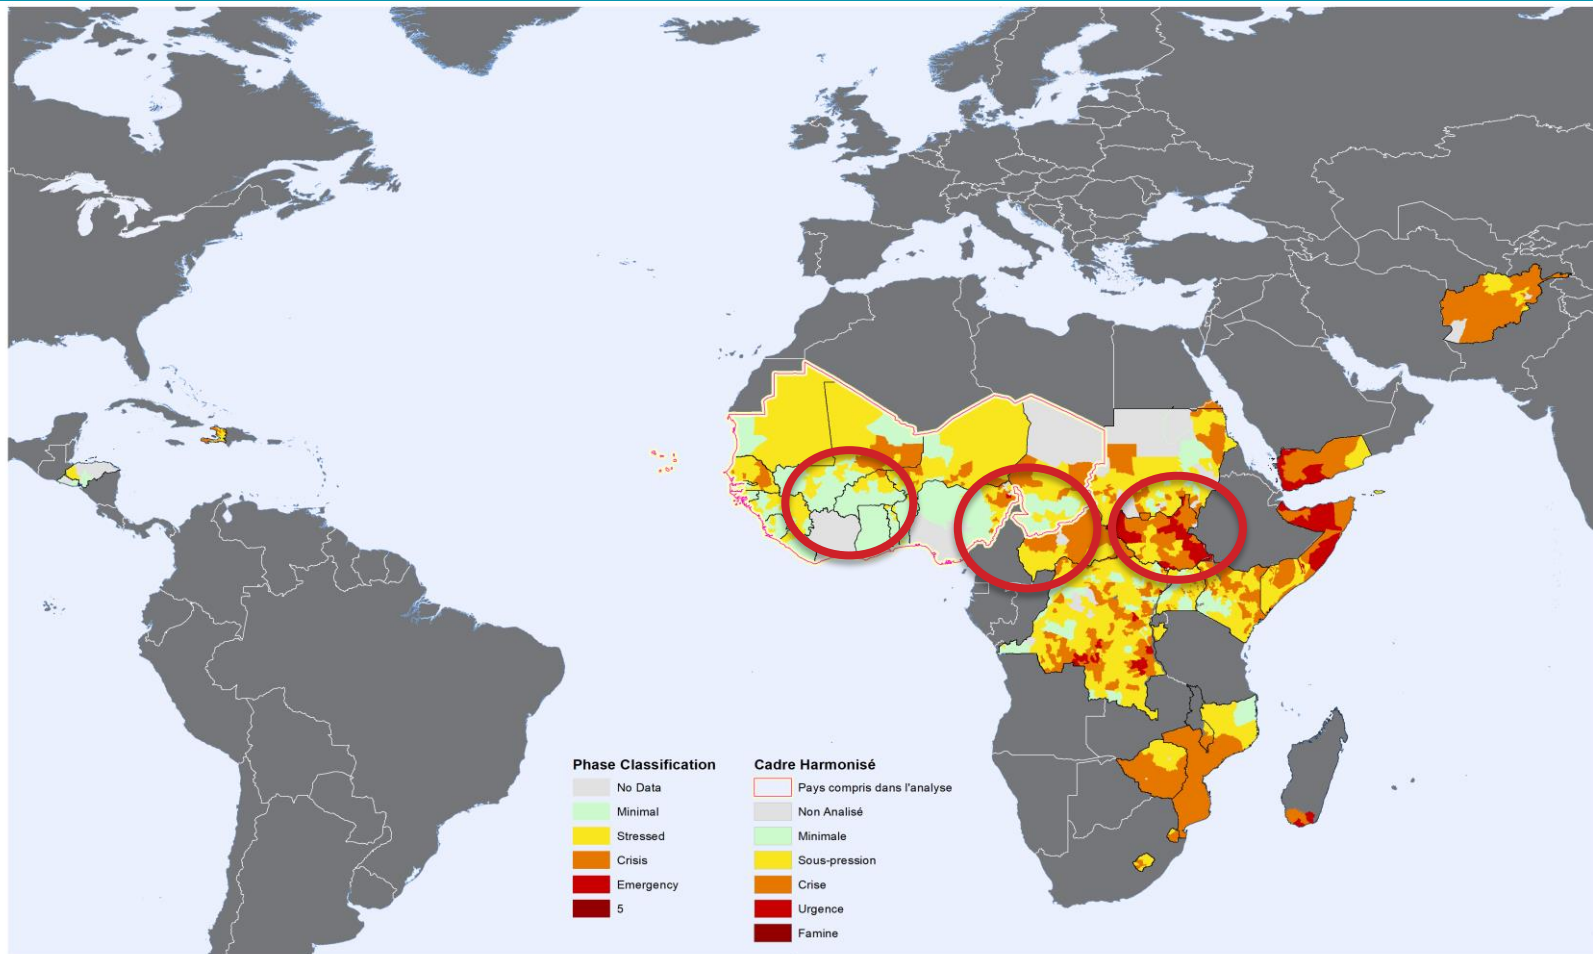 Phase Classification
No Data
Minimal
Stressed
Crisis
Emergency
5
Cadre Harmonisé
Pays compris dans l'analyse
Non Analisé
Minimale
Sous-pression
Crise
Urgence
Famine